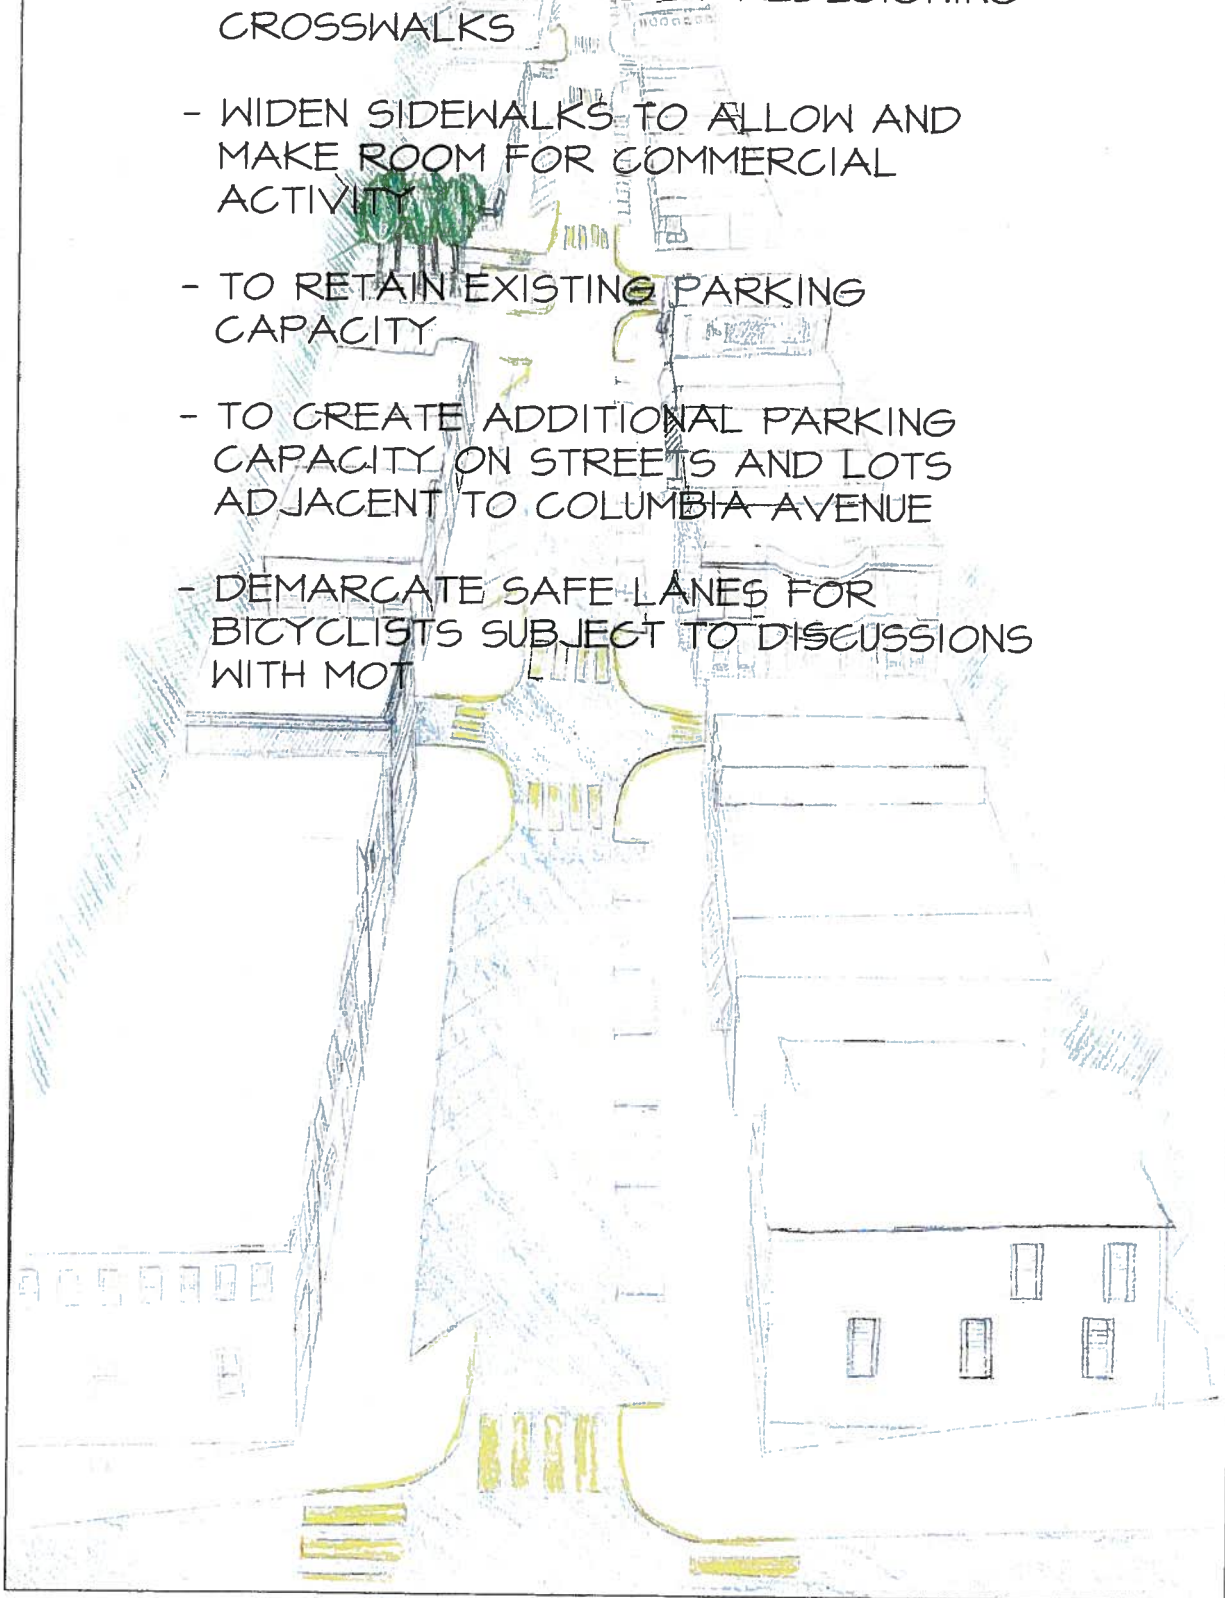 CROSSWALKS
- WIDEN SIDEWALKS TO ALLOW AND
MAKE ROOM FOR COMMERCIAL
ACTIVITY
- TO RETAIN EXISTING PARKING
CAPACITY
- TO CREATE ADDITIONAL PARKING
CAPACITY ON STREETS AND LOTS
ADJACENT TO COLUMBIA AVENUE
- DEMARCATE SAFE LANES FOR
BICYCLISTS SUBJECT TO DISCUSSIONS
WITH MOT